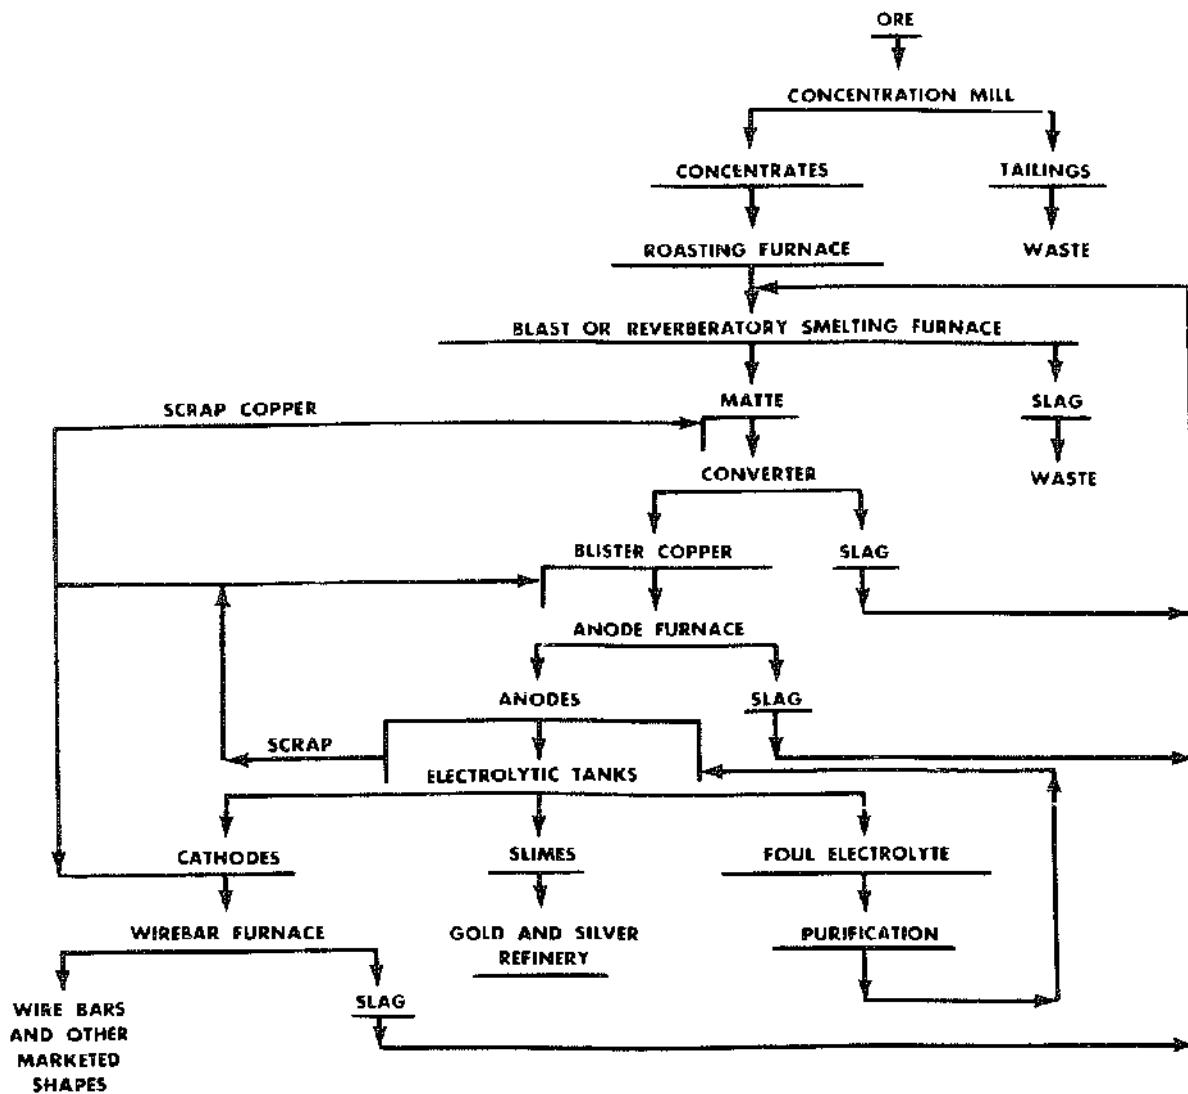 ORE
CONCENTRATION MILL
CONCENTRATES
TAILINGS
ROASTING FURNACE
WASTE
BLAST OR REVERBERATORY SMELTING FURNACE
MATTE
SLAG
SCRAP COPPER
CONVERTER
WASTE
BLISTER COPPER
SLAG
ANODE FURNACE
ANODES
SLAG
SCRAP
ELECTROLYTIC TANKS
CATHODES
SLIMES
FOUL ELECTROLYTE
WIREBAR FURNACE
GOLD AND SILVER
REFINERY
PURIFICATION
WIRE BARS
AND OTHER
MARKETED
SHAPES
SLAG